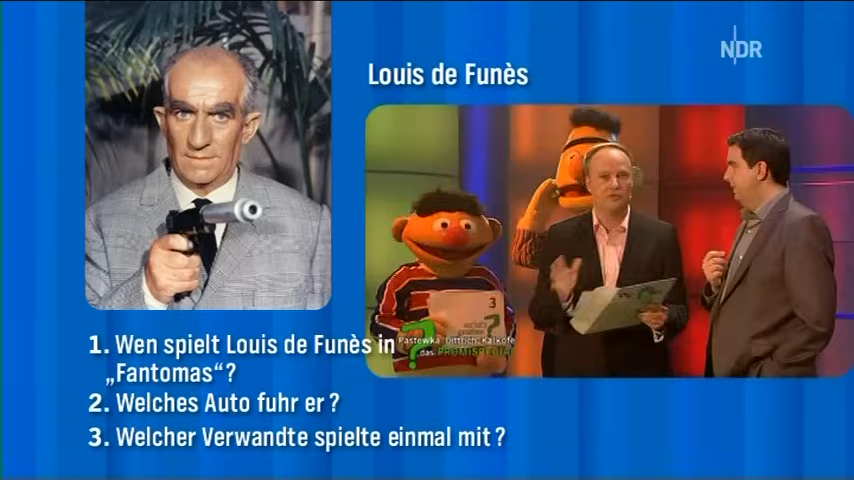 NDR
Louis de Funès
3
Pastewka, Dittrich, Kalkofe
das PROMISPECIAL
1. Wen spielt Louis de Funès in
„Fantomas“?
2. Welches Auto fuhr er?
3. Welcher Verwandte spielte einmal mit?